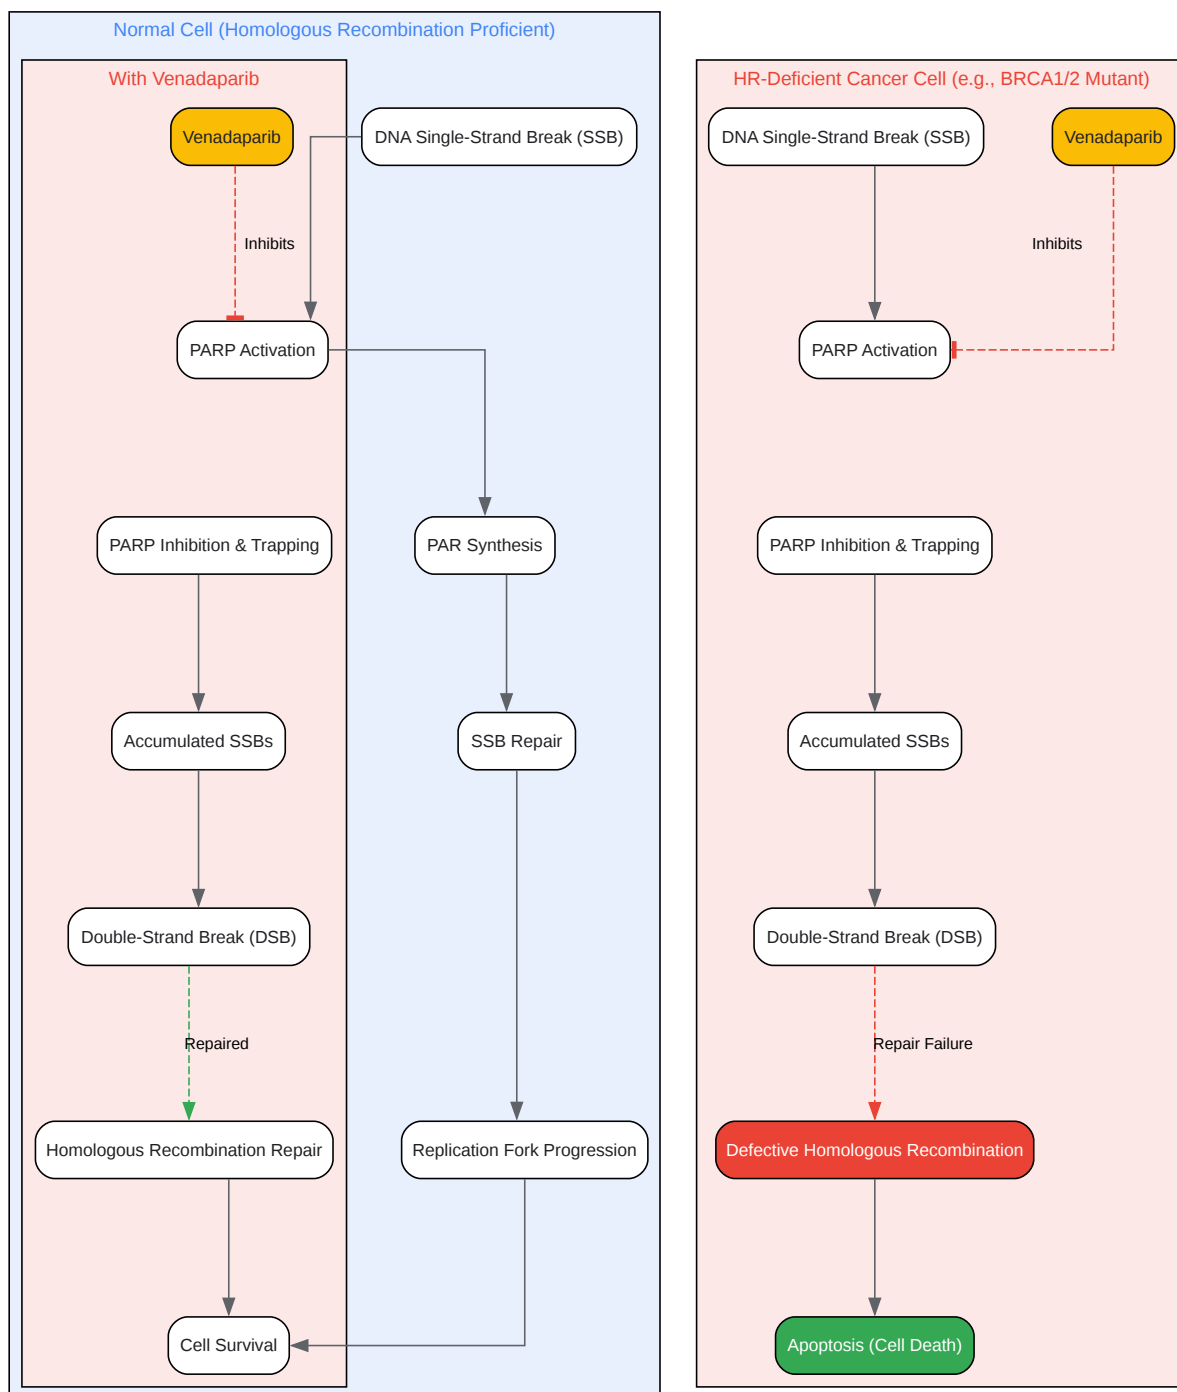 Normal Cell (Homologous Recombination Proficient)
With Venadaparib
Venadaparib
DNA Single-Strand Break (SSB)
Inhibits
PARP Activation
PARP Inhibition & Trapping
PAR Synthesis
Accumulated SSBs
SSB Repair
Double-Strand Break (DSB)
Repaired
Homologous Recombination Repair
Replication Fork Progression
Cell Survival
HR-Deficient Cancer Cell (e.g., BRCA1/2 Mutant)
DNA Single-Strand Break (SSB)
Venadaparib
Inhibits
PARP Activation
PARP Inhibition & Trapping
Accumulated SSBs
Double-Strand Break (DSB)
Repair Failure
Defective Homologous Recombination
Apoptosis (Cell Death)